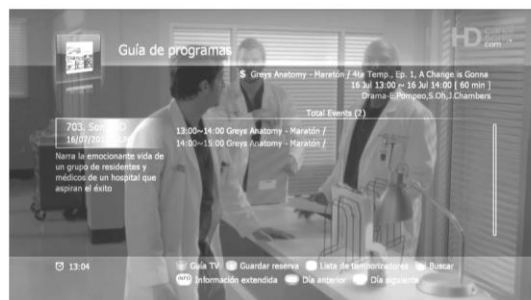 HD
com
Guía de programas
$ Greys Anatomy - Maratón / 4ta Temp., Ep. 1, A Change is Gonna
16 Jul 13:00 ~ 16 Jul 14:00 [ 60 min ]
Drama-E.Pompeo,S.Oh,J.Chambers
Total Events (2)
703.
16/07/20
13:00~14:00 Greys Anatomy - Maratón /
14:00~15:00 Greys Anatomy - Maratón /
Narra la emocionante vida de
un grupo de residentes y
médicos de un hospital que
aspiran el éxito
13:04
Guía TV
Guardar reserva
Lista de temporizadores
Buscar
INFO
Información extendida
Día anterior
Día siguiente